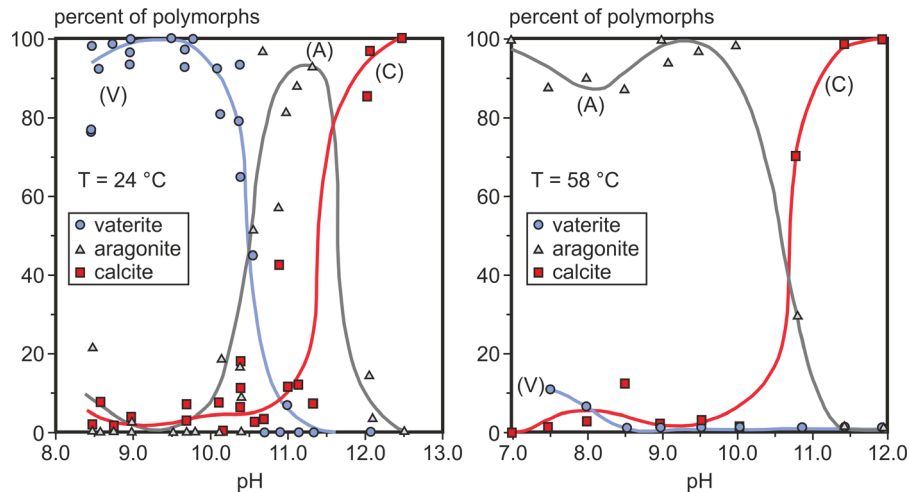 percent of polymorphs
100
80
60
40
20
0
8.0 9.0 10.0 11.0 12.0 13.0
pH
(V)
(A)
(C)
T = 24 °C
vaterite
aragonite
calcite
percent of polymorphs
100
80
60
40
20
0
7.0 8.0 9.0 10.0 11.0 12.0
pH
(A)
(C)
T = 58 °C
vaterite
aragonite
calcite
(V)